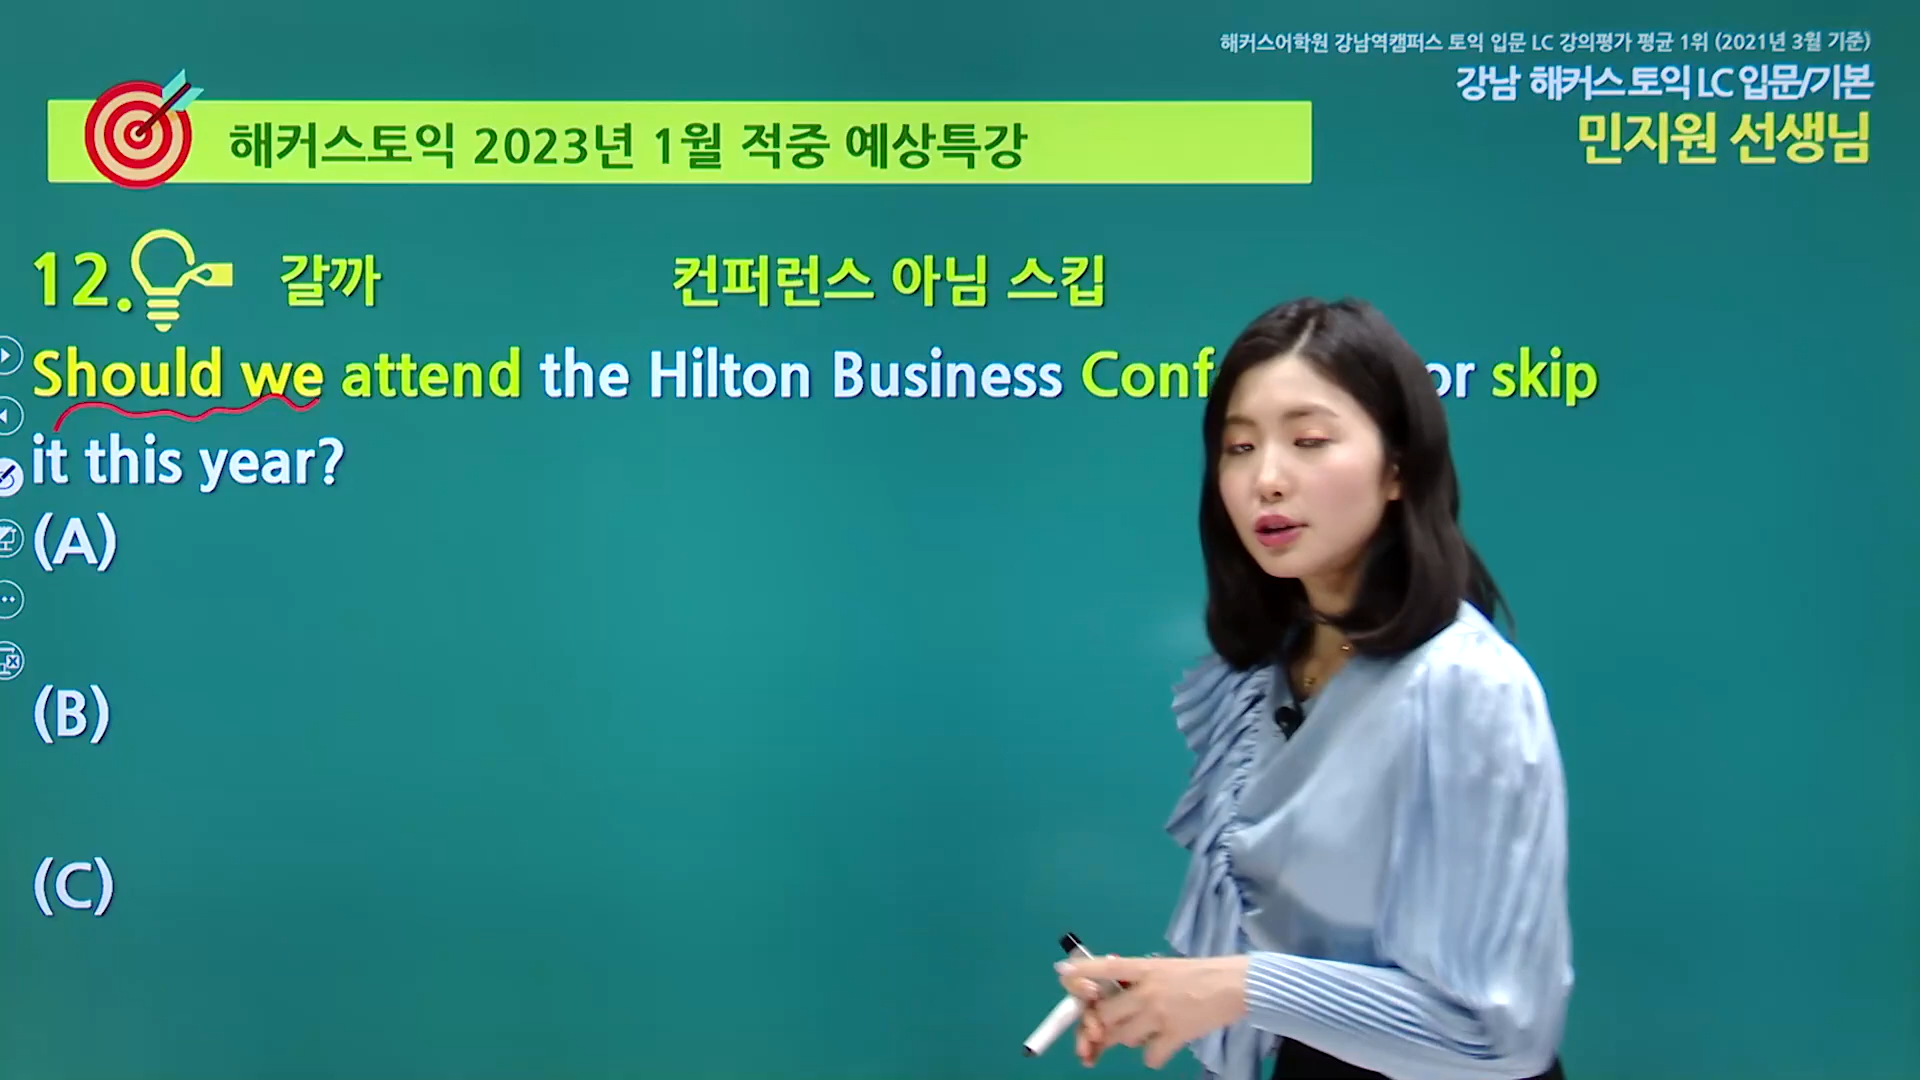 해커스어학원 강남역캠퍼스 토익 입문 LC 강의평가 평균 1위 (2021년 3월 기준)
강남 해커스 토익 LC 입문/기본
민지원 선생님
해커스토익 2023년 1월 적중 예상특강
12. 갈까 컨퍼런스 아님 스킵
Should we attend the Hilton Business Conf or skip
it this year?
(A)
(B)
(C)